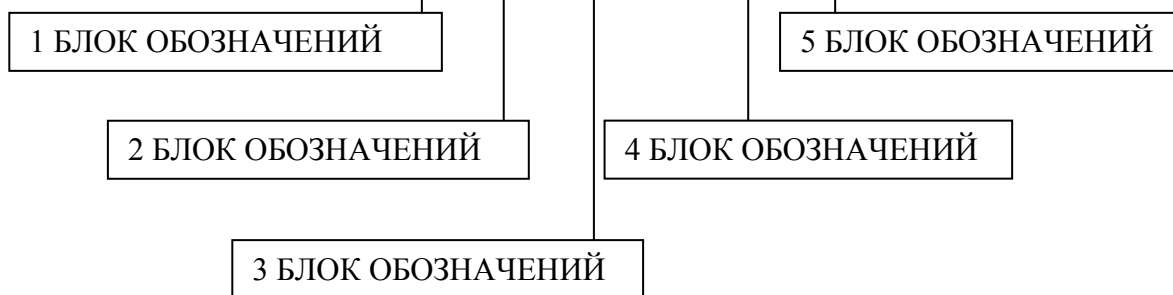 1 БЛОК ОБОЗНАЧЕНИЙ
5 БЛОК ОБОЗНАЧЕНИЙ
2 БЛОК ОБОЗНАЧЕНИЙ
4 БЛОК ОБОЗНАЧЕНИЙ
3 БЛОК ОБОЗНАЧЕНИЙ